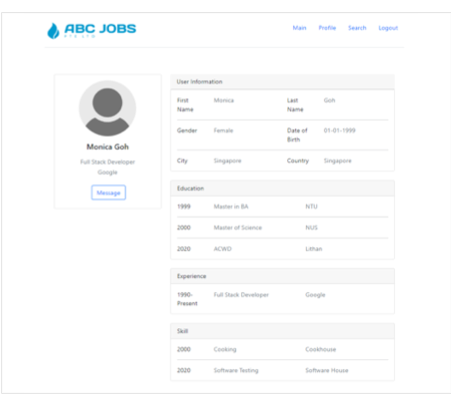 ABC JOBS
Main Profile Search Logout
Monica Goh
Full Stack Developer
Google
Message
User Information
First Name Monica Last Name Goh
Gender Female Date of Birth 01-01-1999
City Singapore Country Singapore
Education
1999 Master in BA NTU
2000 Master of Science NUS
2020 ACWD Lithan
Experience
1990-Present Full Stack Developer Google
Skill
2000 Cooking Cookhouse
2020 Software Testing Software House